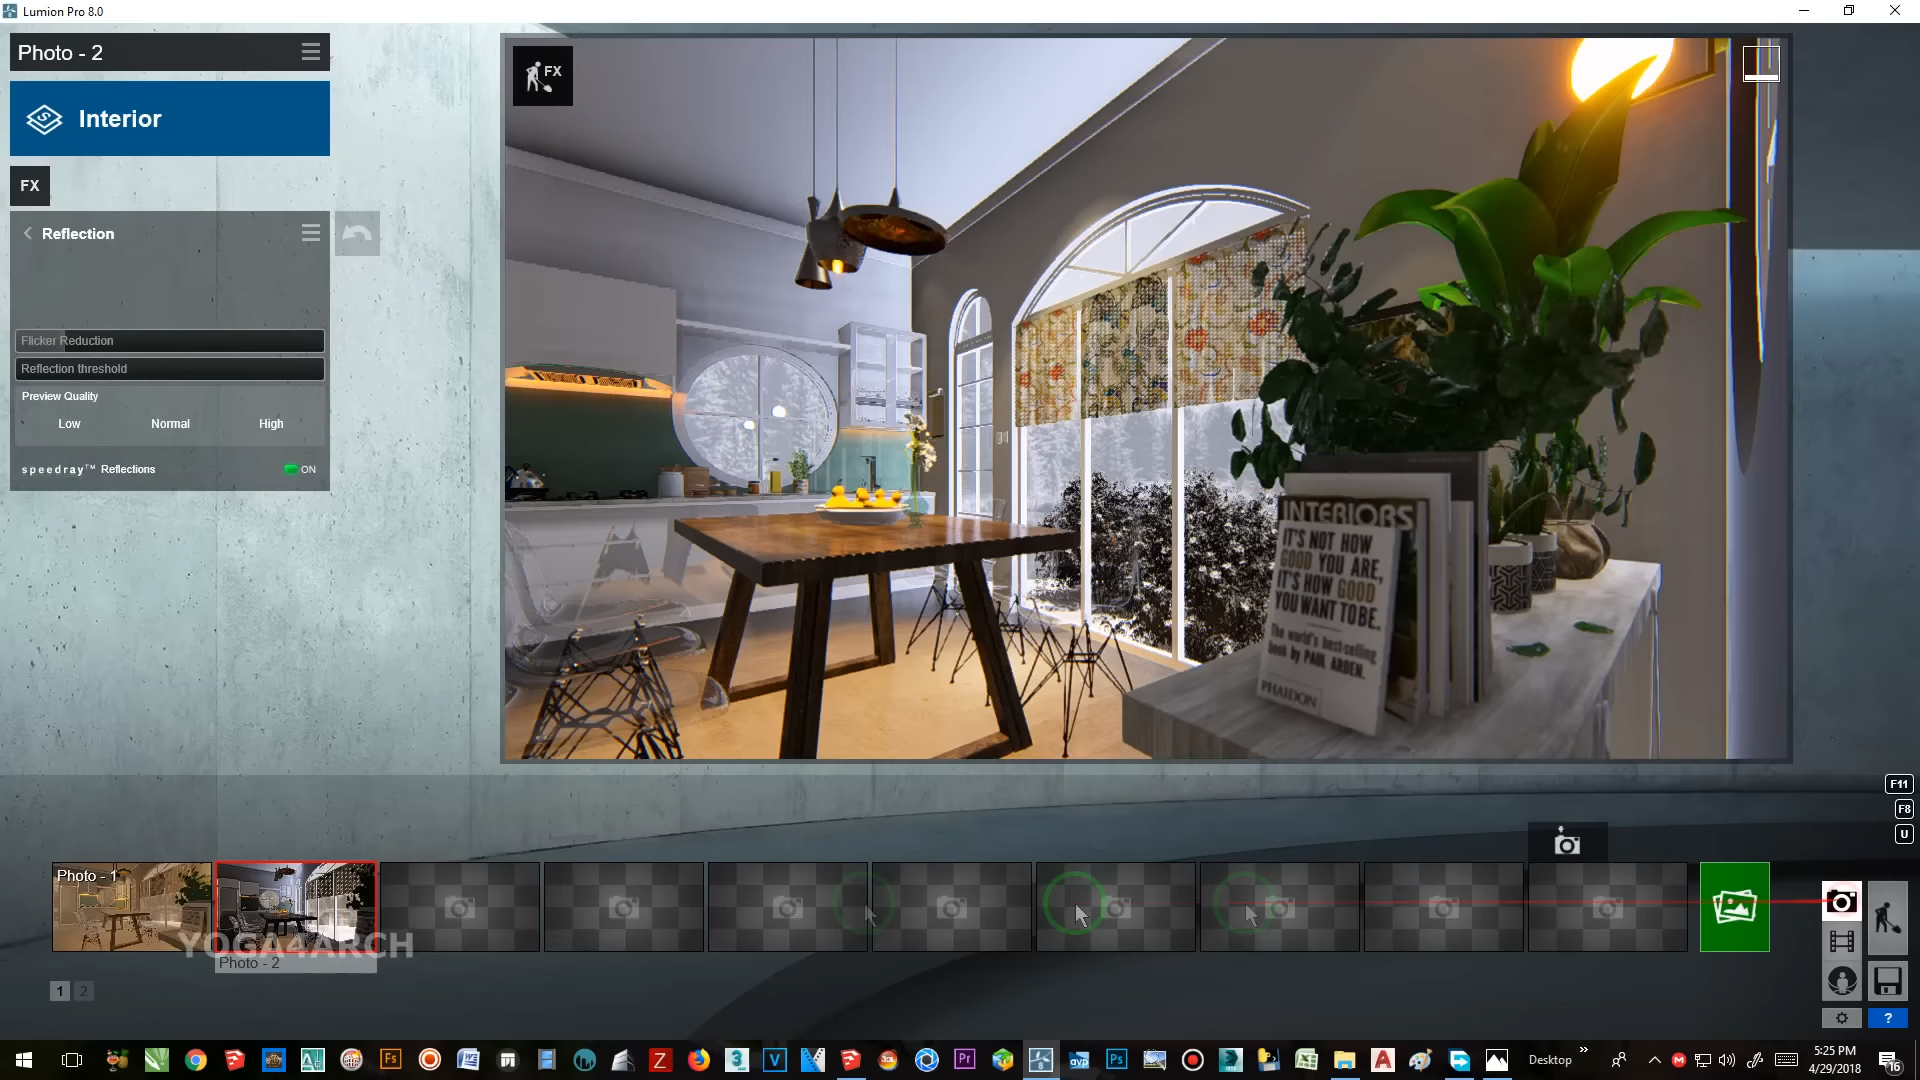 Lumion Pro 8.0
Photo - 2
Interior
FX
Reflection
Flicker Reduction
Reflection threshold
Preview Quality
Low Normal High
speedray™ Reflections ON
FX
INTERIORS
IT'S NOT HOW
GOOD YOU ARE,
IT'S HOW GOOD
YOU WANT TO BE.
The world's best-selling
book by PAUL ARDEN.
PHAIDON
F11
F8
U
Photo - 1
YOGA4ARCH
Photo - 2
1 2
?
Desktop
5:25 PM
4/29/2018
16